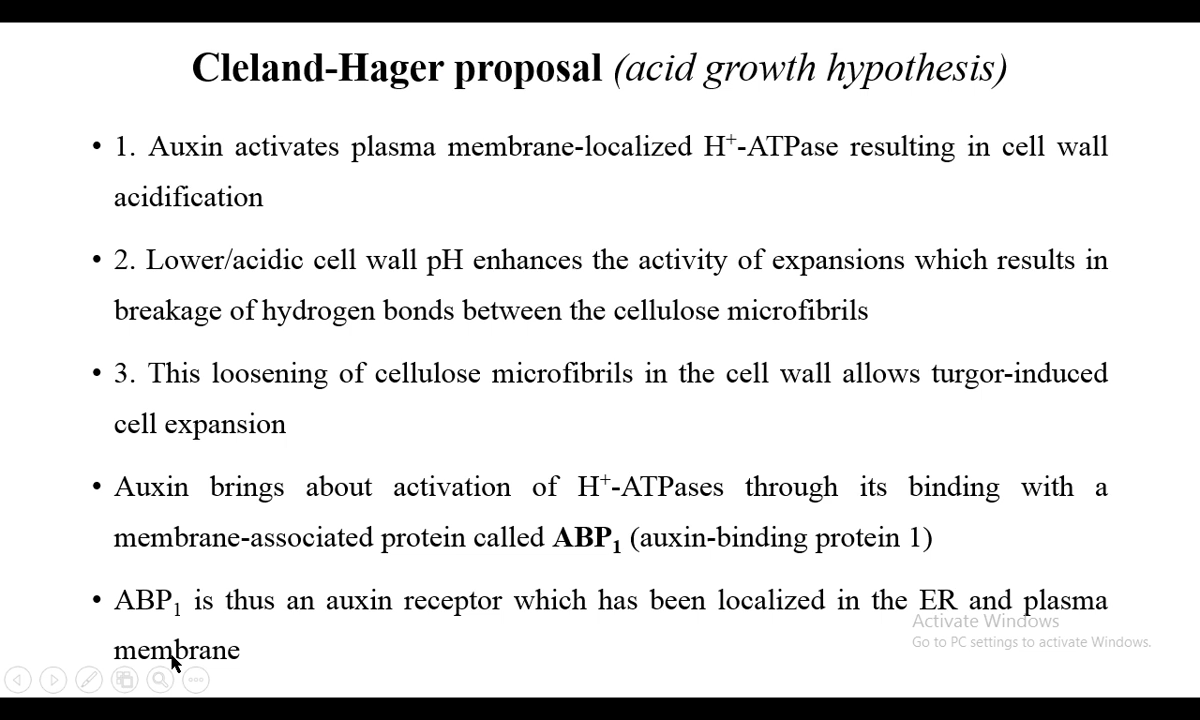 Cleland-Hager proposal (acid growth hypothesis)
• 1. Auxin activates plasma membrane-localized H⁺-ATPase resulting in cell wall
acidification
• 2. Lower/acidic cell wall pH enhances the activity of expansions which results in
breakage of hydrogen bonds between the cellulose microfibrils
• 3. This loosening of cellulose microfibrils in the cell wall allows turgor-induced
cell expansion
• Auxin brings about activation of H⁺-ATPases through its binding with a
membrane-associated protein called ABP₁ (auxin-binding protein 1)
• ABP₁ is thus an auxin receptor which has been localized in the ER and plasma
membrane
Activate Windows
Go to PC settings to activate Windows.